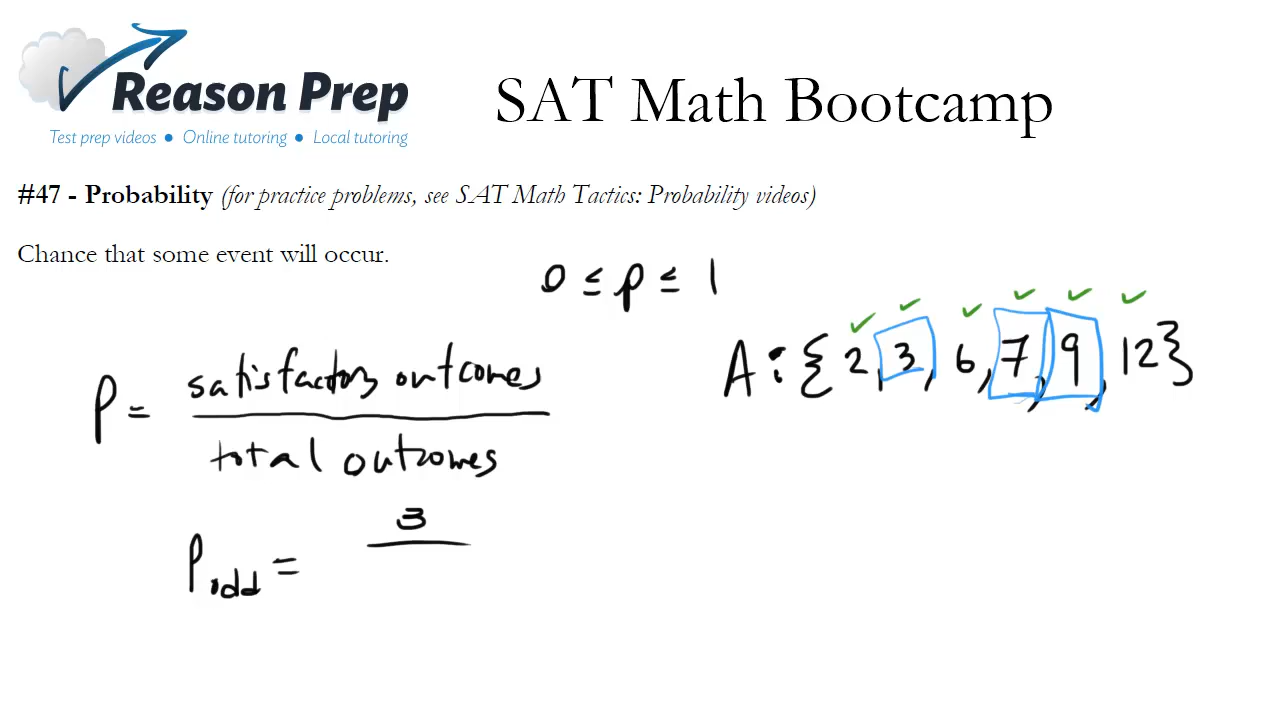 Reason Prep
Test prep videos ● Online tutoring ● Local tutoring
SAT Math Bootcamp
#47 - Probability (for practice problems, see SAT Math Tactics: Probability videos)
Chance that some event will occur.
0 ≤ p ≤ 1
A : {2, 3, 6, 7, 9, 12}
P = satisfactory outcomes
total outcomes
P odd = 3